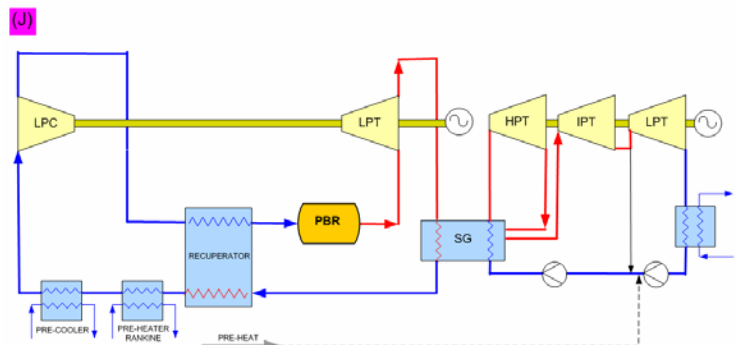 (J)
LPC
LPT
HPT
IPT
LPT
PBR
SG
RECUPERATOR
PRE-COOLER
PRE-HEATER
RANKINE
PRE-HEAT